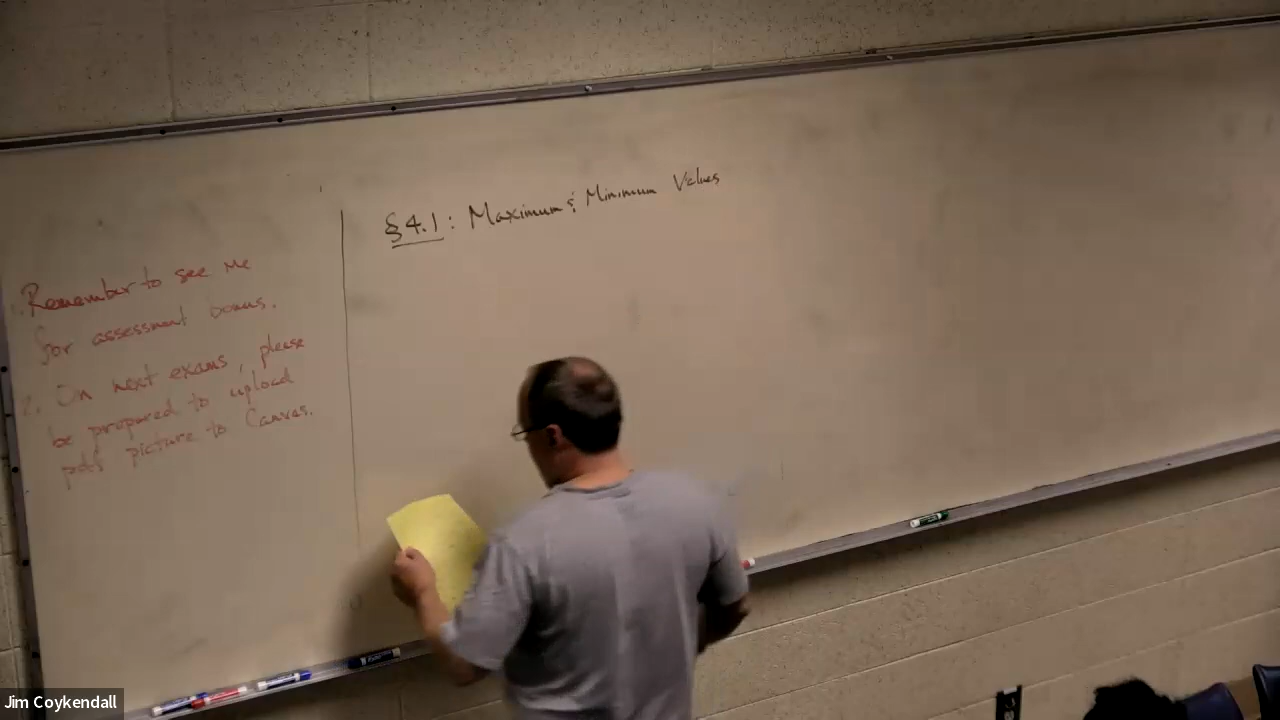 1. Remember to see me
for assessment bonus.
2. On next exams, please
be prepared to upload
pdf picture to Canvas.
§4.1: Maximum & Minimum Values
Jim Coykendall